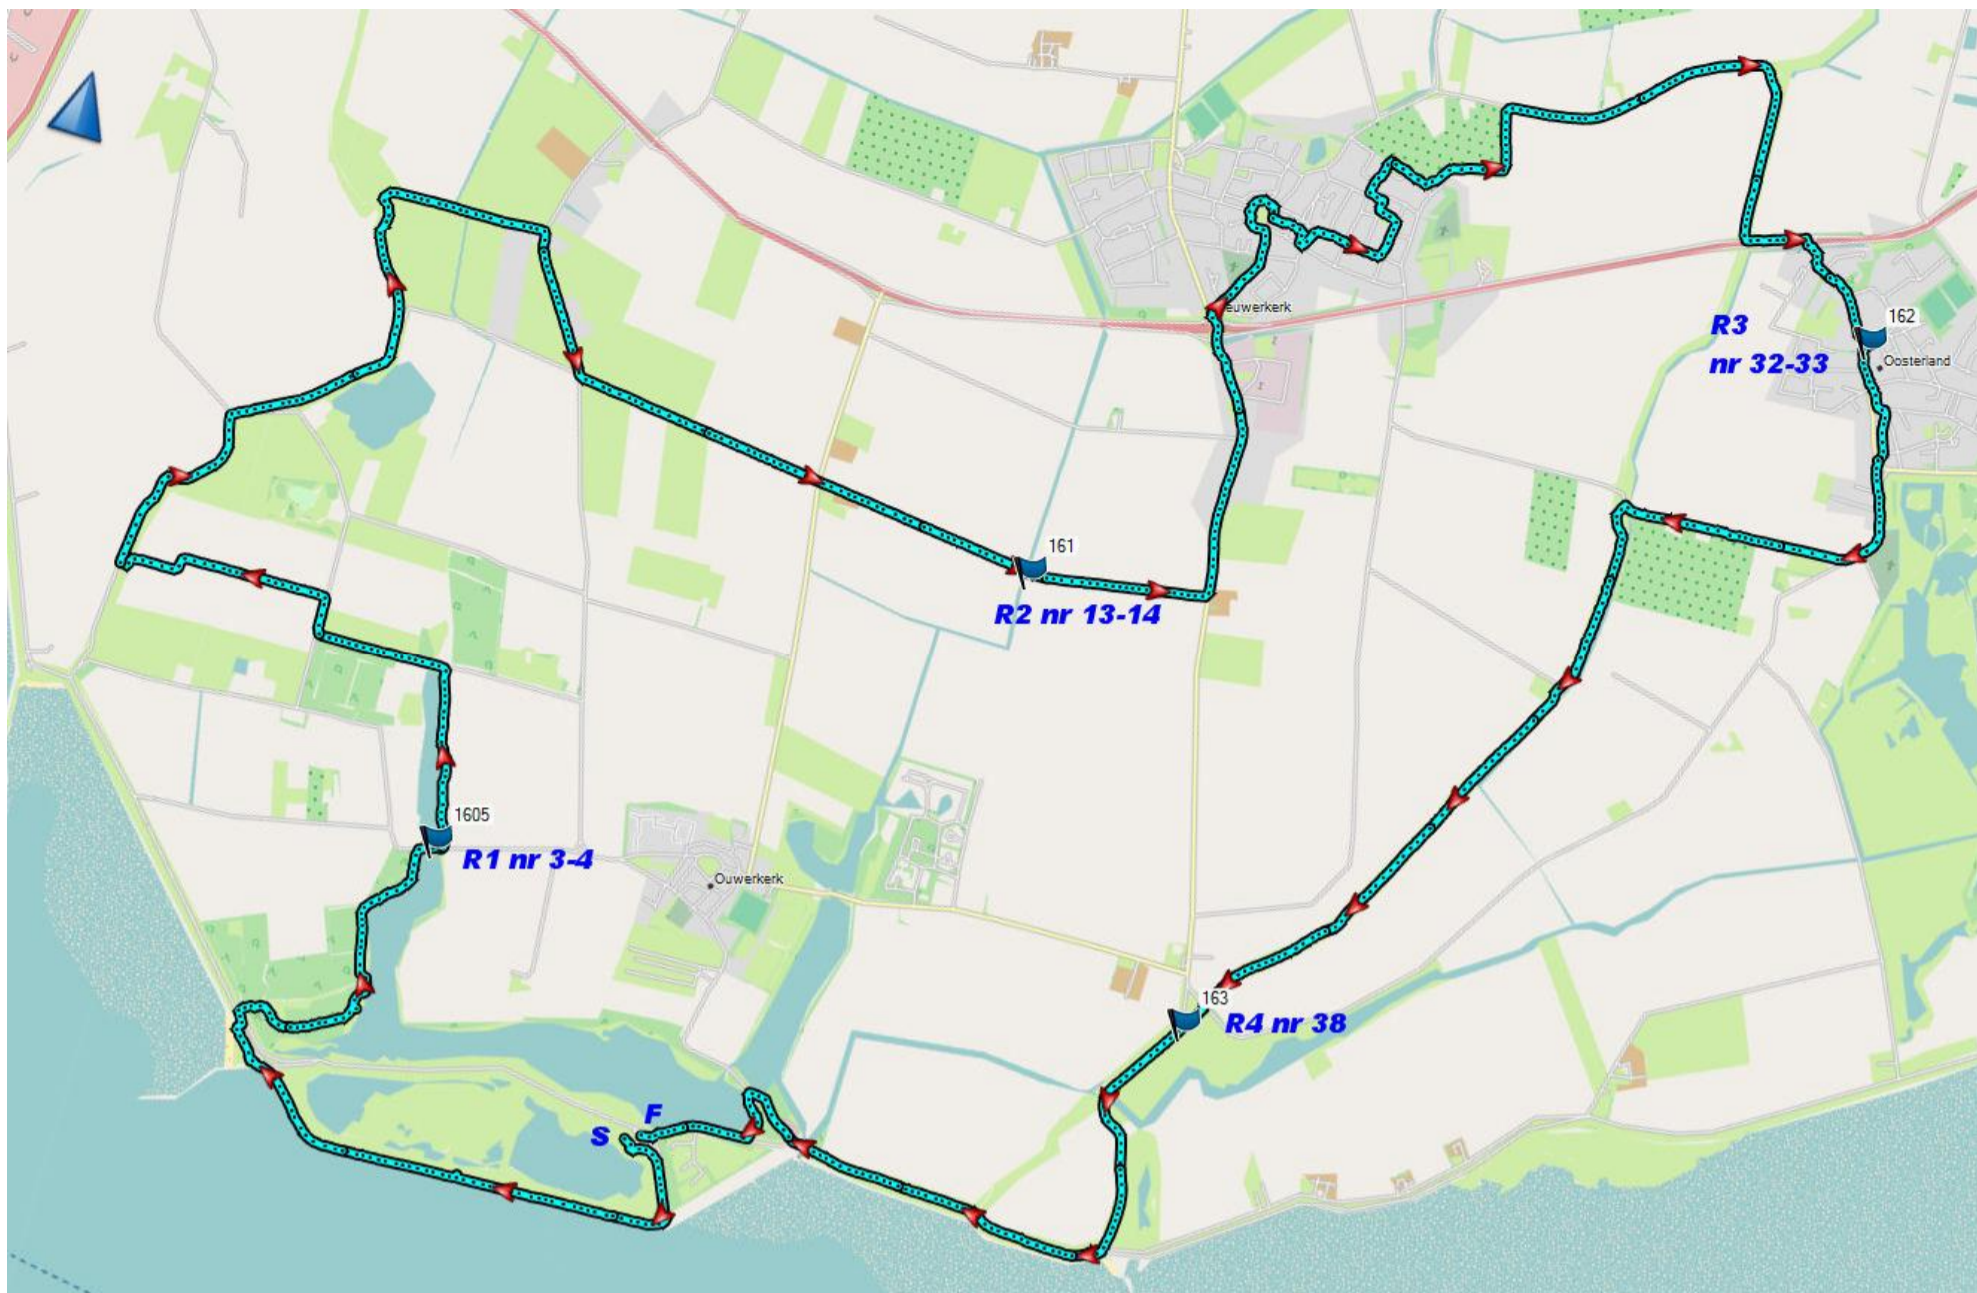 euwerkerk
162
R3
nr 32-33
Oosterland
161
R2 nr 13-14
1605
R1 nr 3-4
Ouwerkerk
163
R4 nr 38
F
S